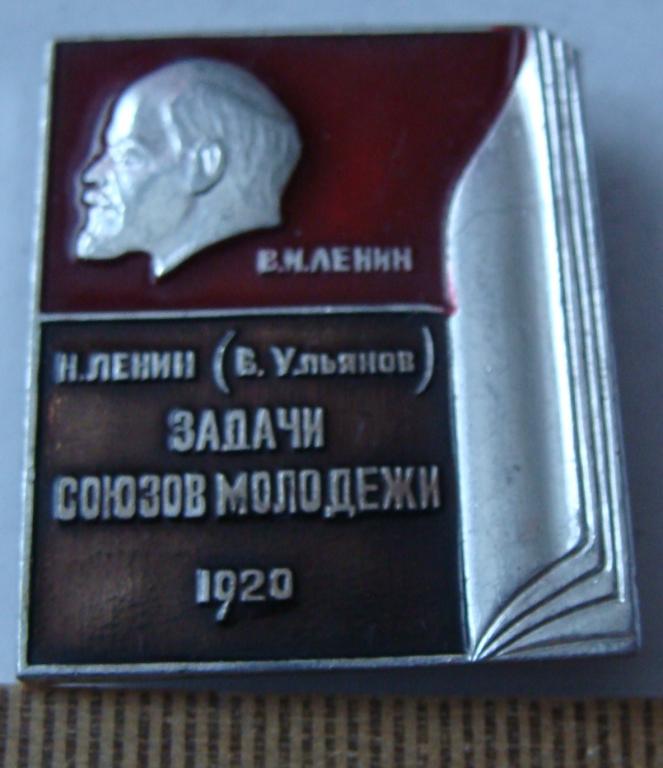 В.И.ЛЕНИН
Н.ЛЕНИН (В. УЛЬЯНОВ)
ЗАДАЧИ
СОЮЗОВ МОЛОДЕЖИ
1920